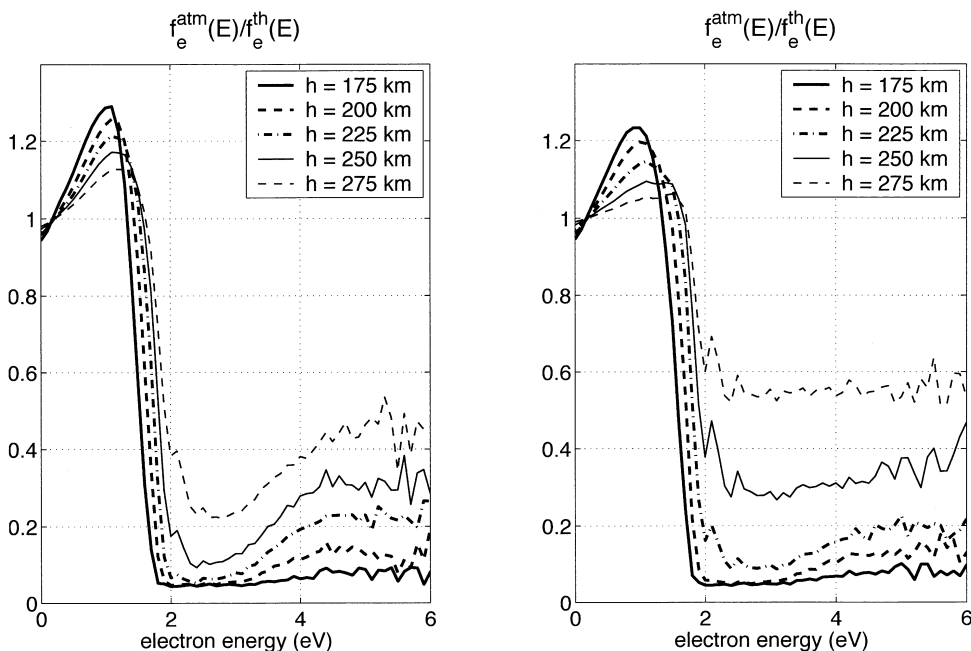 f_e^atm(E)/f_e^th(E)
h = 175 km
h = 200 km
h = 225 km
h = 250 km
h = 275 km
1.2
1
0.8
0.6
0.4
0.2
0
0 2 4 6
electron energy (eV)
f_e^atm(E)/f_e^th(E)
h = 175 km
h = 200 km
h = 225 km
h = 250 km
h = 275 km
1.2
1
0.8
0.6
0.4
0.2
0
0 2 4 6
electron energy (eV)